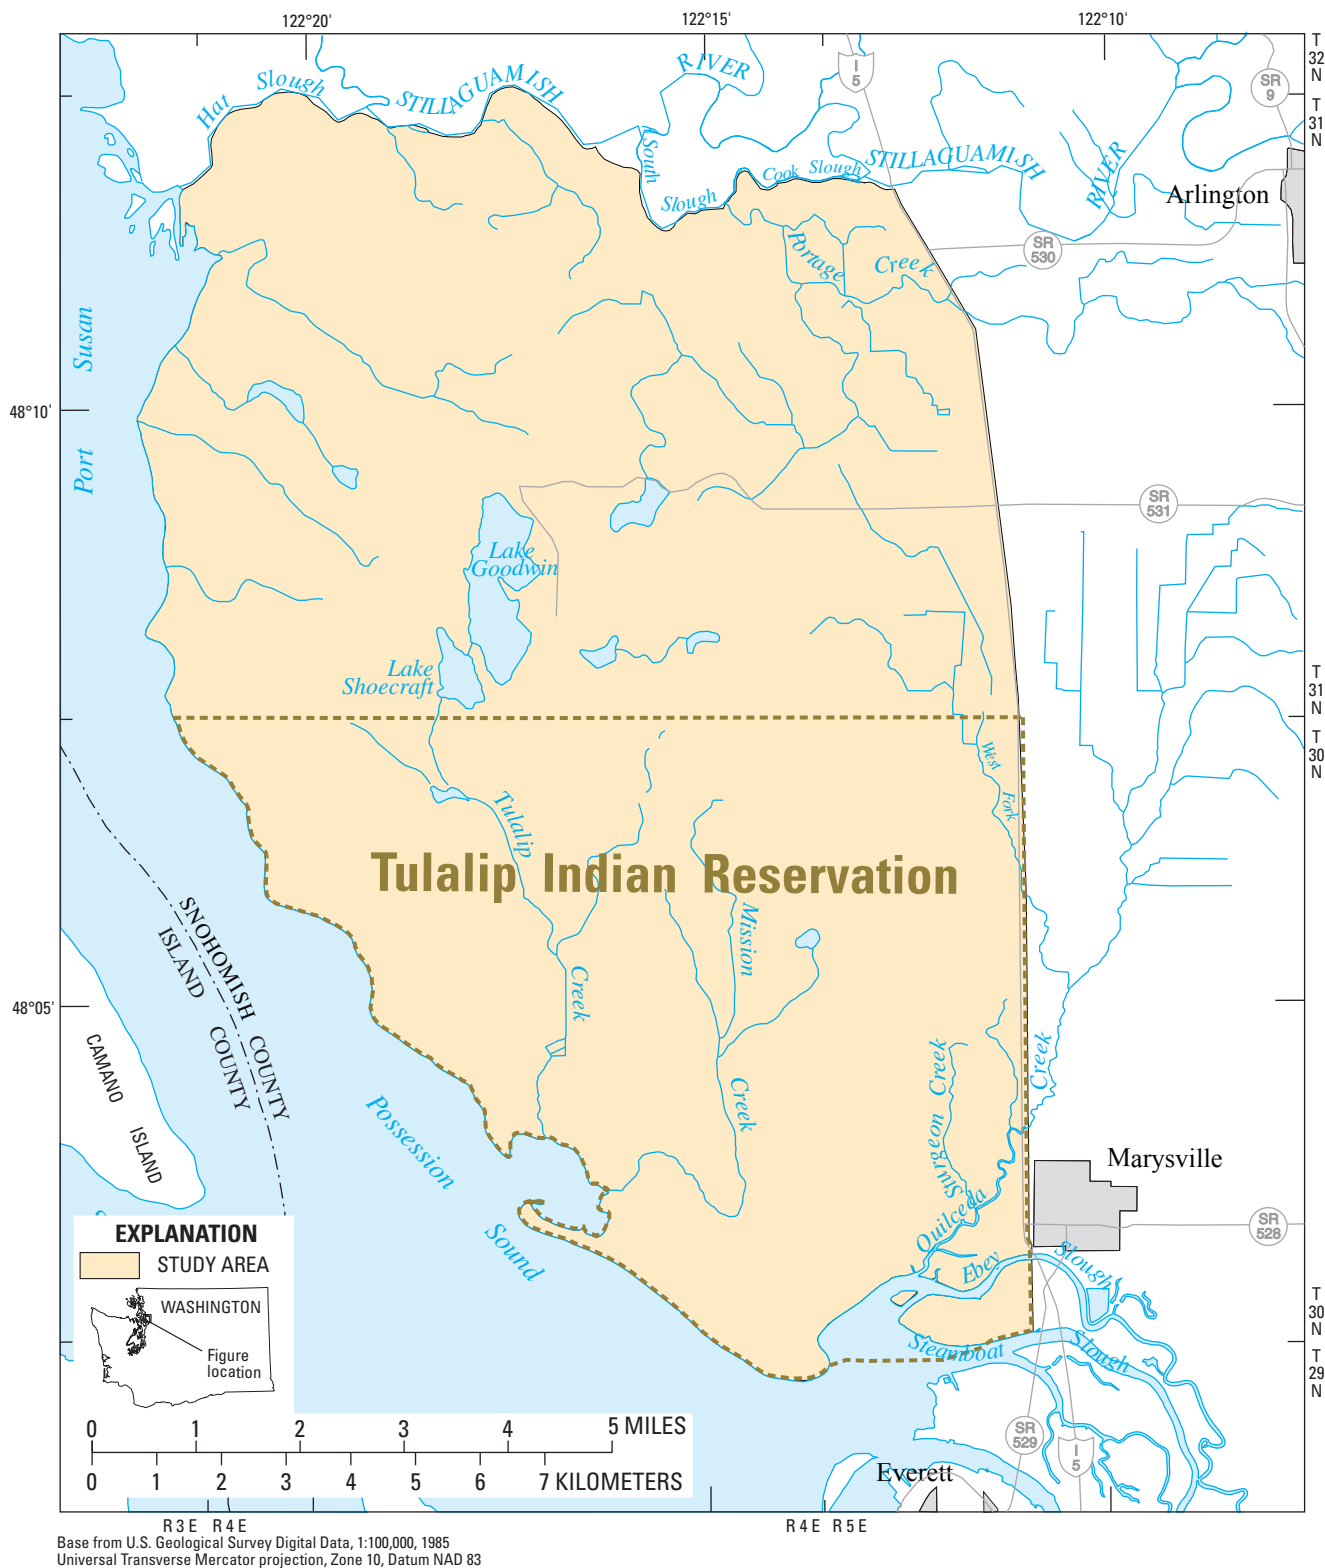 122°20'
122°15'
122°10'
T
32
N
T
31
N
Hat
Slough
STILLAGUAMISH
RIVER
I
5
SR
9
South
Slough
Cook Slough
STILLAGUAMISH
RIVER
Arlington
Portage
Creek
SR
530
Port Susan
48°10'
SR
531
Lake
Goodwin
Lake
Shoecraft
T
31
N
T
30
N
West
Fork
Tulalip
Tulalip Indian Reservation
Mission
SNOHOMISH COUNTY
ISLAND COUNTY
Creek
48°05'
CAMANO
ISLAND
Possession
Sound
Creek
Sturgeon Creek
Creek
Quilceda
Marysville
SR
528
Ebey
Slough
Steamboat
Slough
T
30
N
T
29
N
EXPLANATION
STUDY AREA
WASHINGTON
Figure
location
0 1 2 3 4 5 MILES
0 1 2 3 4 5 6 7 KILOMETERS
SR
529
I
5
Everett
R 3 E R 4 E
R 4 E R 5 E
Base from U.S. Geological Survey Digital Data, 1:100,000, 1985
Universal Transverse Mercator projection, Zone 10, Datum NAD 83